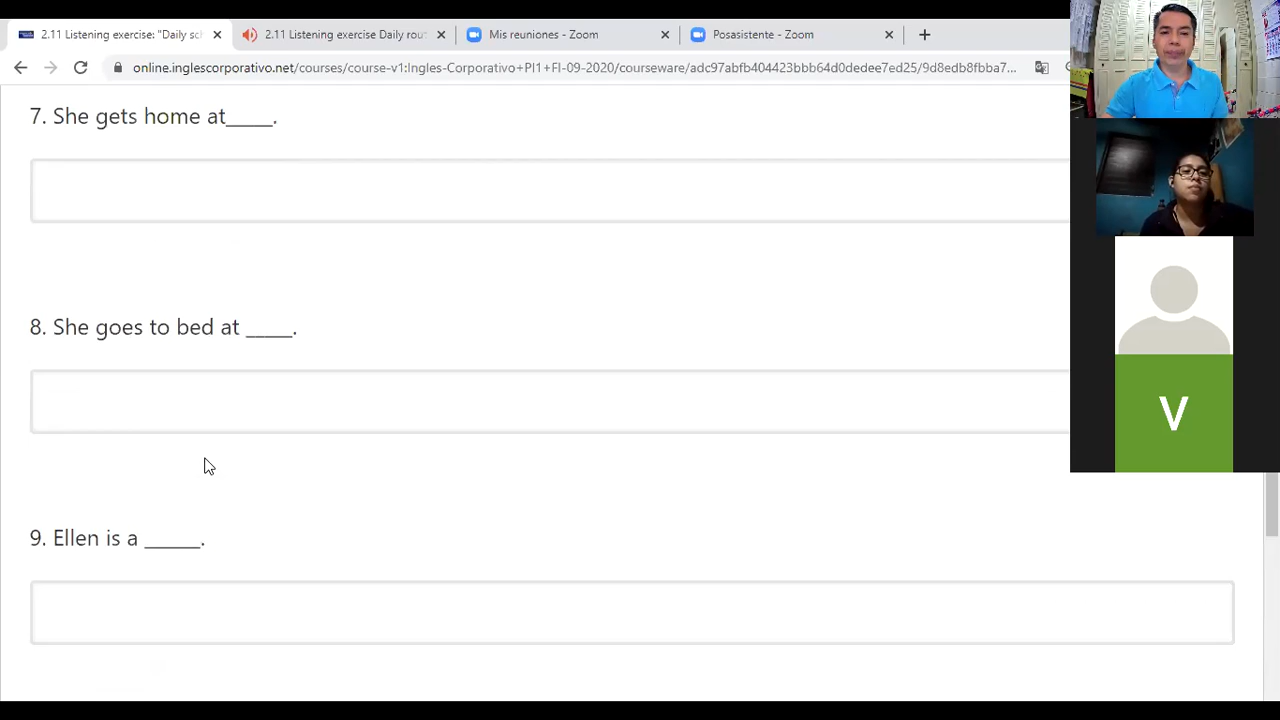 2.11 Listening exercise: "Daily sch
2.11 Listening exercise Daily
Mis reuniones - Zoom
Posasistente - Zoom
online.inglescorporativo.net/courses/course-v1:Ingles-Corporativo+PI1+FI-09-2020/courseware/adc97abfb404423bbb64d0dedee7ed25/9d8edb8fbba7...
7. She gets home at_____.
8. She goes to bed at _____.
9. Ellen is a ______.
V